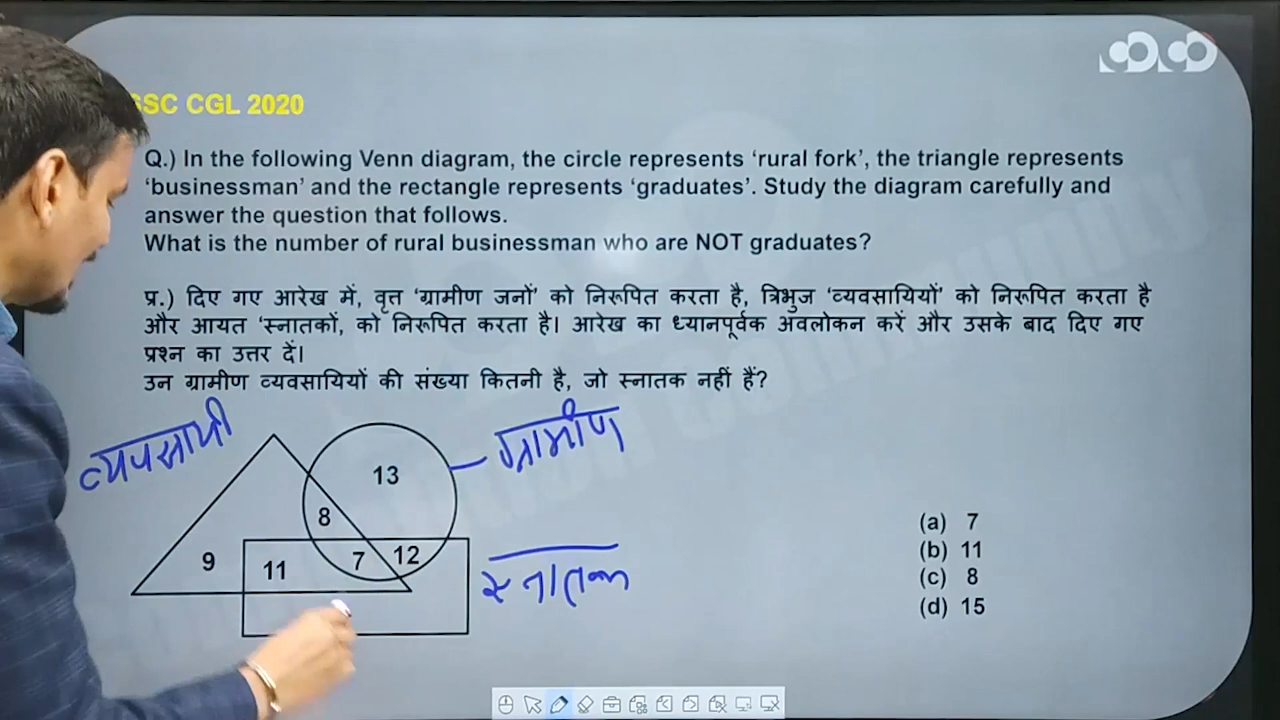 SSC CGL 2020
Q.) In the following Venn diagram, the circle represents ‘rural fork’, the triangle represents
‘businessman’ and the rectangle represents ‘graduates’. Study the diagram carefully and
answer the question that follows.
What is the number of rural businessman who are NOT graduates?
प्र.) दिए गए आरेख में, वृत्त ‘ग्रामीण जनों’ को निरूपित करता है, त्रिभुज ‘व्यवसायियों’ को निरूपित करता है
और आयत ‘स्नातकों, को निरूपित करता है। आरेख का ध्यानपूर्वक अवलोकन करें और उसके बाद दिए गए
प्रश्न का उत्तर दें।
उन ग्रामीण व्यवसायियों की संख्या कितनी है, जो स्नातक नहीं हैं?
व्यवसायी
ग्रामीण
13
8
9
11
7
12
स्नातक
(a) 7
(b) 11
(c) 8
(d) 15